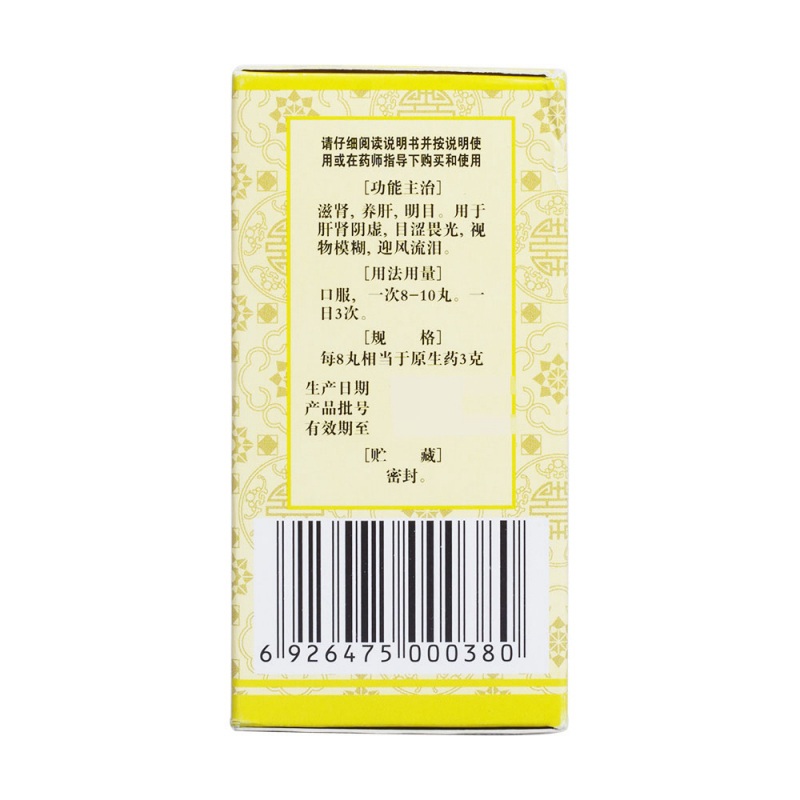 请仔细阅读说明书并按说明使
用或在药师指导下购买和使用
[功能主治]
滋肾，养肝，明目。用于
肝肾阴虚，目涩畏光，视
物模糊，迎风流泪。
[用法用量]
口服，一次8-10丸。一
日3次。
[规 格]
每8丸相当于原生药3克
生产日期
产品批号
有效期至
[贮 藏]
密封。
6 926475 000380